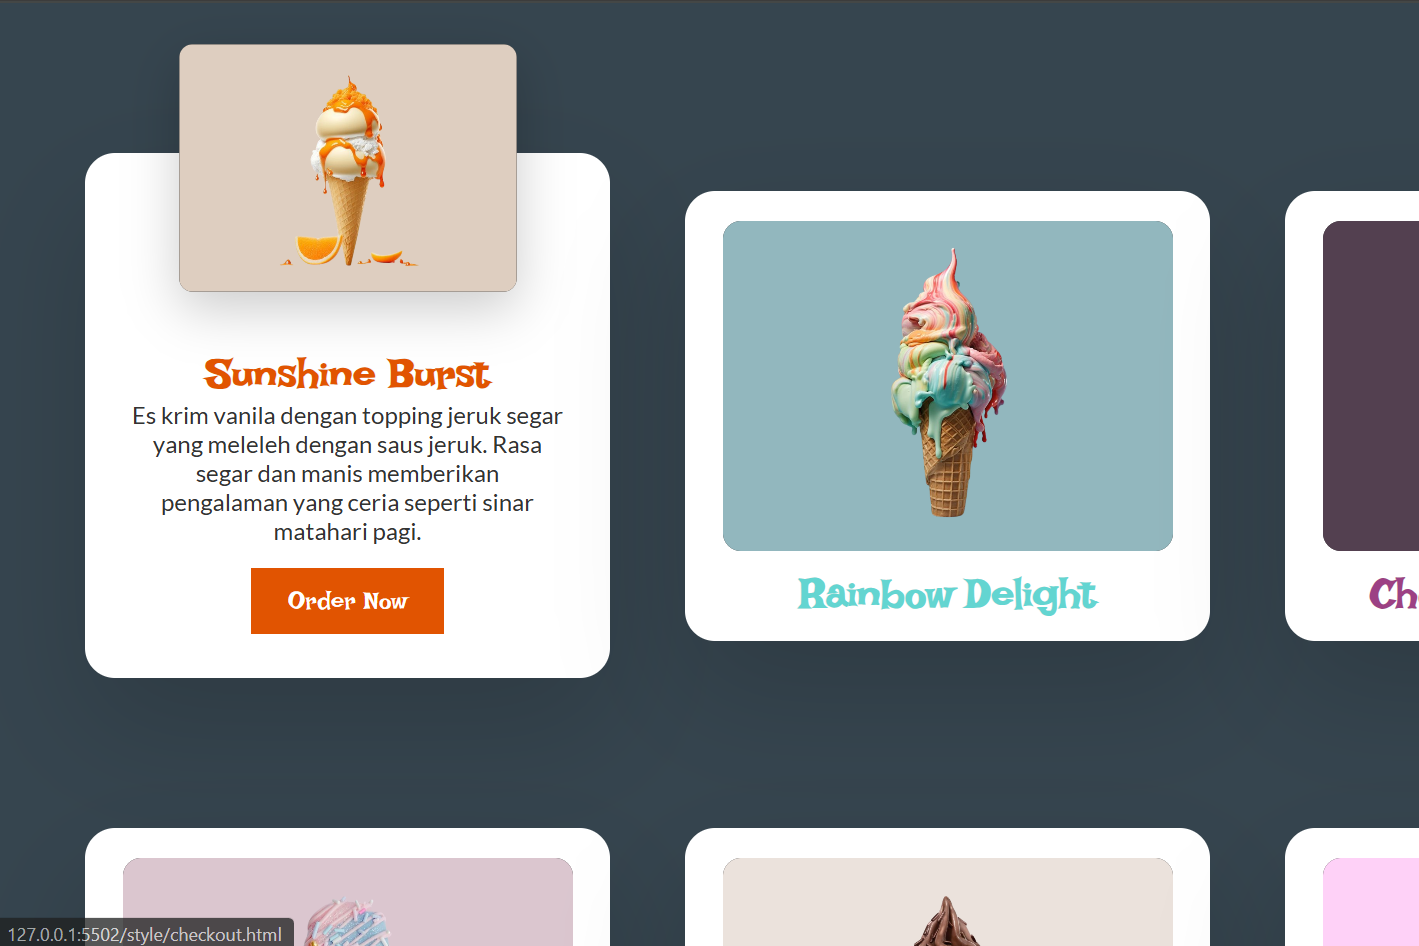 Sunshine Burst
Es krim vanila dengan topping jeruk segar
yang meleleh dengan saus jeruk. Rasa
segar dan manis memberikan
pengalaman yang ceria seperti sinar
matahari pagi.
Order Now
Rainbow Delight
127.0.0.1:5502/style/checkout.html